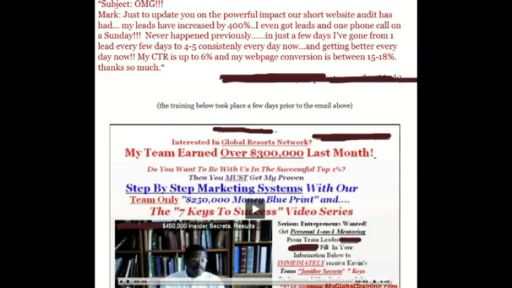 "Subject: OMG!!!
Mark: Just to update you on the powerful impact our short website audit has
had... my leads have increased by 400%..I even got leads and one phone call on
a Sunday!!!  Never happened previously......in just a few days I've gone from 1
lead every few days to 4-5 consistenly every day now...and getting better every
day now!! My CTR is up to 6% and my webpage conversion is between 15-18%.
thanks so much."
(the training below took place a few days prior to the email above)
Interested In Global Resorts Network?
My Team Earned Over $300,000 Last Month!
Do You Want To Be With Us In The Successful Top 1%?
Then You MUST Get My Proven
Step By Step Marketing Systems With Our
Team Only "$250,000 Money Blue Print" and....
The "7 Keys To Success" Video Series
$450,000 Insider Secrets. Results...
Serious Entrepreneurs Wanted!
Get Personal 1-on-1 Mentoring
From Team Leader
Fill In Your
Information Below to
IMMEDIATELY receive Kevin's
Team "Insider Secrets" Keys